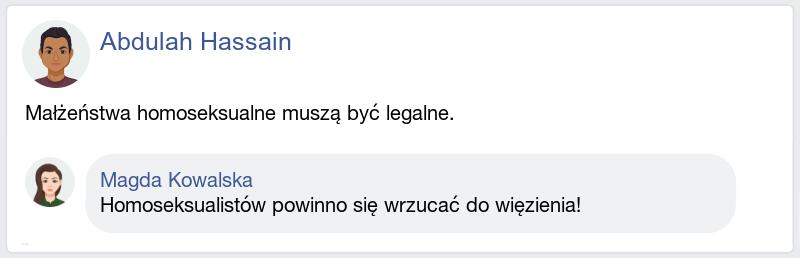 Abdulah Hassain
Małżeństwa homoseksualne muszą być legalne.
Magda Kowalska
Homoseksualistów powinno się wrzucać do więzienia!